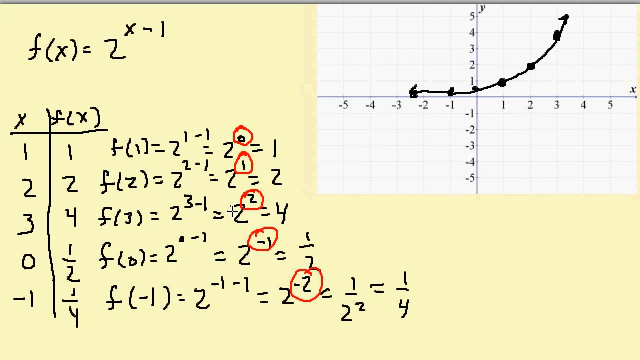 f(x) = 2^{x-1}
x f(x)
1 1 f(1) = 2^{1-1} = 2^{0} = 1
2 2 f(2) = 2^{2-1} = 2^{1} = 2
3 4 f(3) = 2^{3-1} = 2^{2} = 4
0 1/2 f(0) = 2^{0-1} = 2^{-1} = 1/2
-1 1/4 f(-1) = 2^{-1-1} = 2^{-2} = 1/2^{2} = 1/4
y
5
4
3
2
1
-5 -4 -3 -2 -1 1 2 3 4 5 x
-1
-2
-3
-4
-5